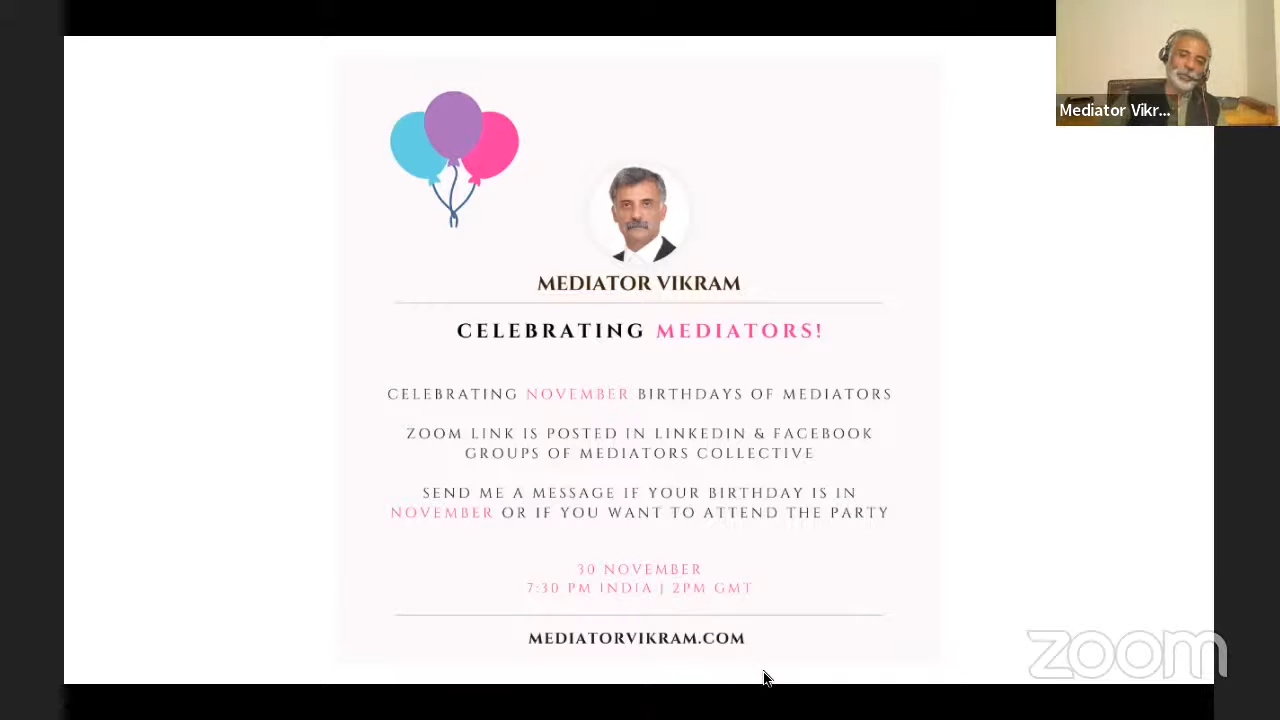 Mediator Vikr...
MEDIATOR VIKRAM
CELEBRATING MEDIATORS!
CELEBRATING NOVEMBER BIRTHDAYS OF MEDIATORS
ZOOM LINK IS POSTED IN LINKEDIN & FACEBOOK
GROUPS OF MEDIATORS COLLECTIVE
SEND ME A MESSAGE IF YOUR BIRTHDAY IS IN
NOVEMBER OR IF YOU WANT TO ATTEND THE PARTY
30 NOVEMBER
7:30 PM INDIA | 2PM GMT
MEDIATORVIKRAM.COM
zoom